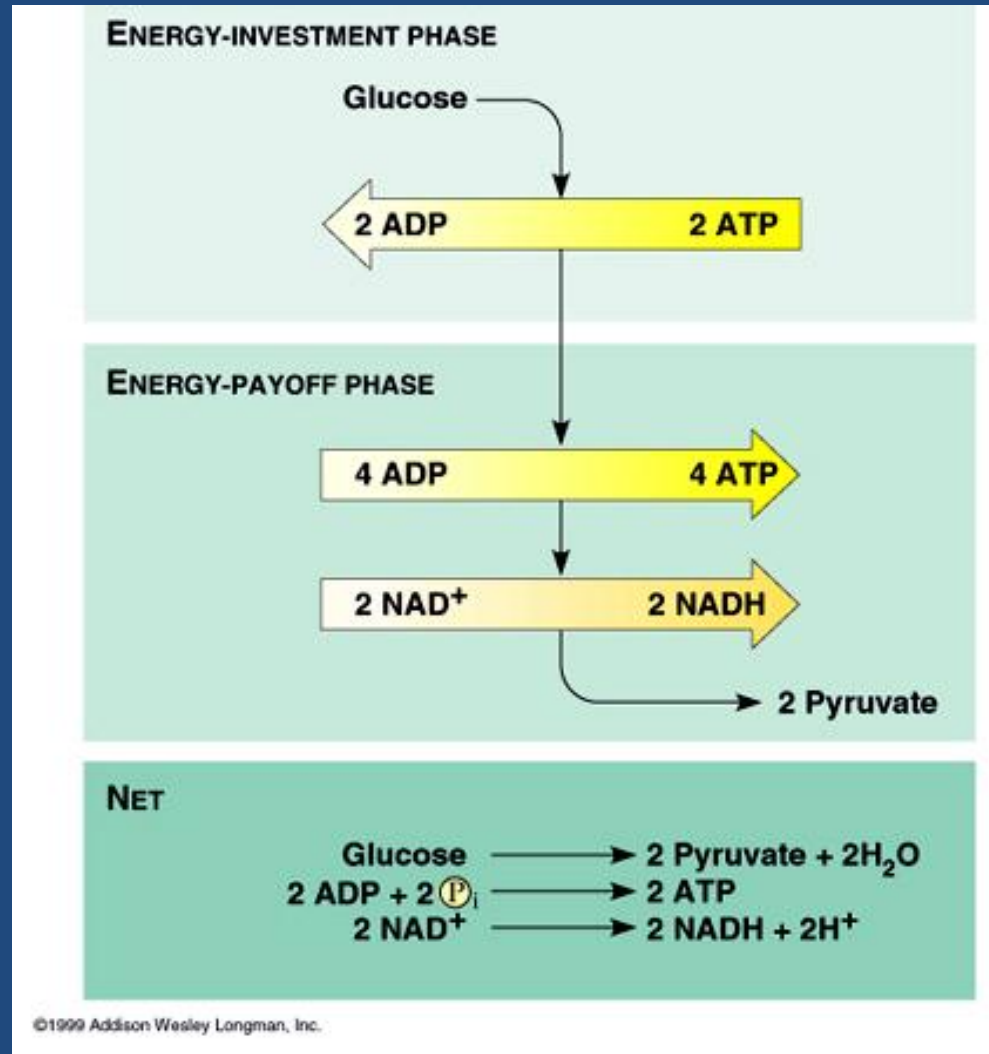 ENERGY-INVESTMENT PHASE
Glucose
2 ADP 2 ATP
ENERGY-PAYOFF PHASE
4 ADP 4 ATP
2 NAD⁺ 2 NADH
2 Pyruvate
NET
Glucose → 2 Pyruvate + 2H₂O
2 ADP + 2 Pᵢ → 2 ATP
2 NAD⁺ → 2 NADH + 2H⁺
©1999 Addison Wesley Longman, Inc.